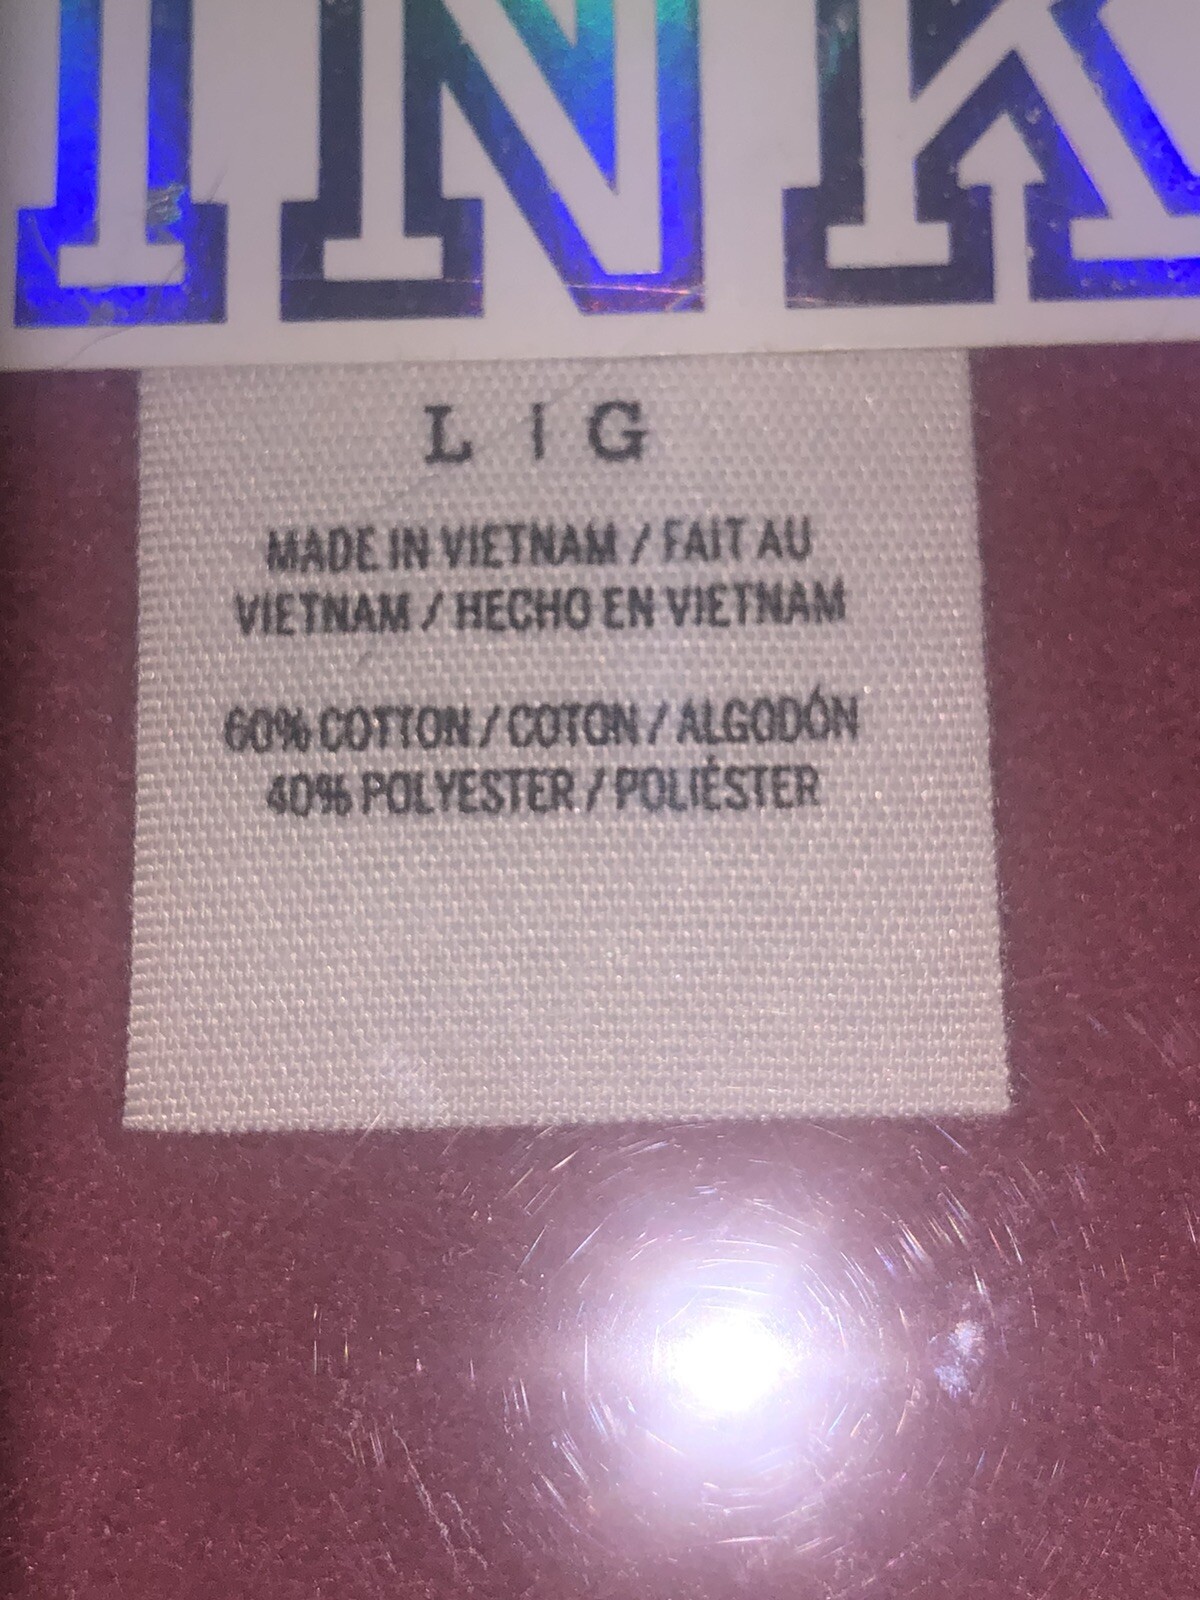 INK
L | G
MADE IN VIETNAM / FAIT AU
VIETNAM / HECHO EN VIETNAM
60% COTTON / COTON / ALGODÓN
40% POLYESTER / POLIÉSTER